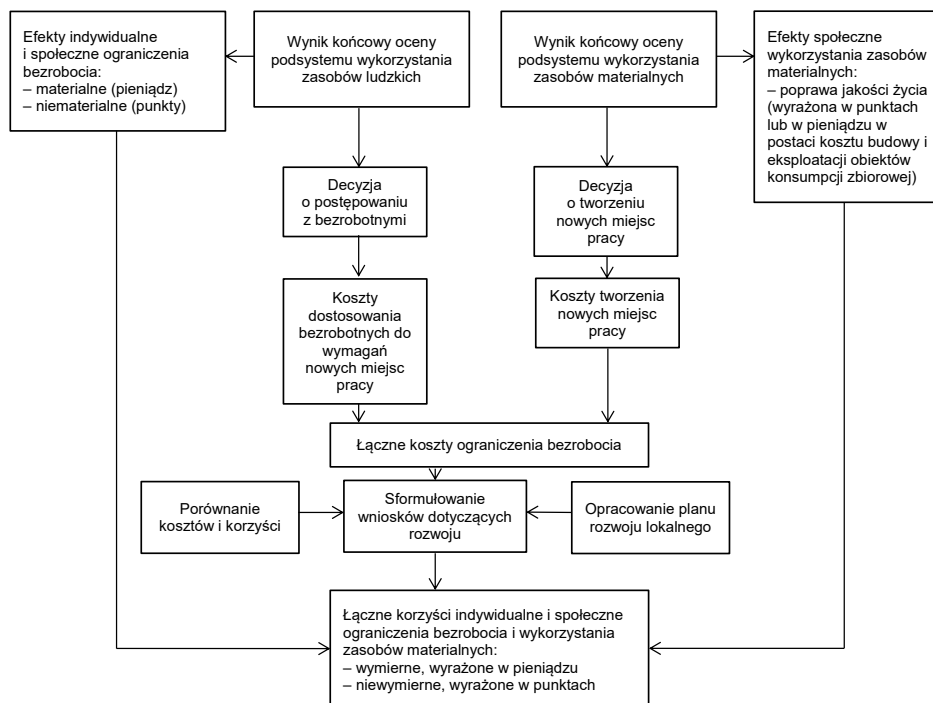 Efekty indywidualne
i społeczne ograniczenia
bezrobocia:
– materialne (pieniądz)
– niematerialne (punkty)
Wynik końcowy oceny
podsystemu wykorzystania
zasobów ludzkich
Wynik końcowy oceny
podsystemu wykorzystania
zasobów materialnych
Efekty społeczne
wykorzystania zasobów
materialnych:
– poprawa jakości życia
(wyrażona w punktach
lub w pieniądzu w
postaci kosztu budowy i
eksploatacji obiektów
konsumpcji zbiorowej)
Decyzja
o postępowaniu
z bezrobotnymi
Decyzja
o tworzeniu
nowych miejsc
pracy
Koszty
dostosowania
bezrobotnych do
wymagań
nowych miejsc
pracy
Koszty tworzenia
nowych miejsc
pracy
Łączne koszty ograniczenia bezrobocia
Porównanie
kosztów i korzyści
Sformułowanie
wniosków dotyczących
rozwoju
Opracowanie planu
rozwoju lokalnego
Łączne korzyści indywidualne i społeczne
ograniczenia bezrobocia i wykorzystania
zasobów materialnych:
– wymierne, wyrażone w pieniądzu
– niewymierne, wyrażone w punktach